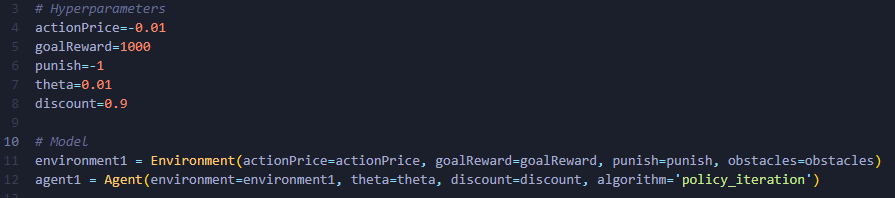 3 # Hyperparameters
4 actionPrice=-0.01
5 goalReward=1000
6 punish=-1
7 theta=0.01
8 discount=0.9
9
10 # Model
11 environment1 = Environment(actionPrice=actionPrice, goalReward=goalReward, punish=punish, obstacles=obstacles)
12 agent1 = Agent(environment=environment1, theta=theta, discount=discount, algorithm='policy_iteration')